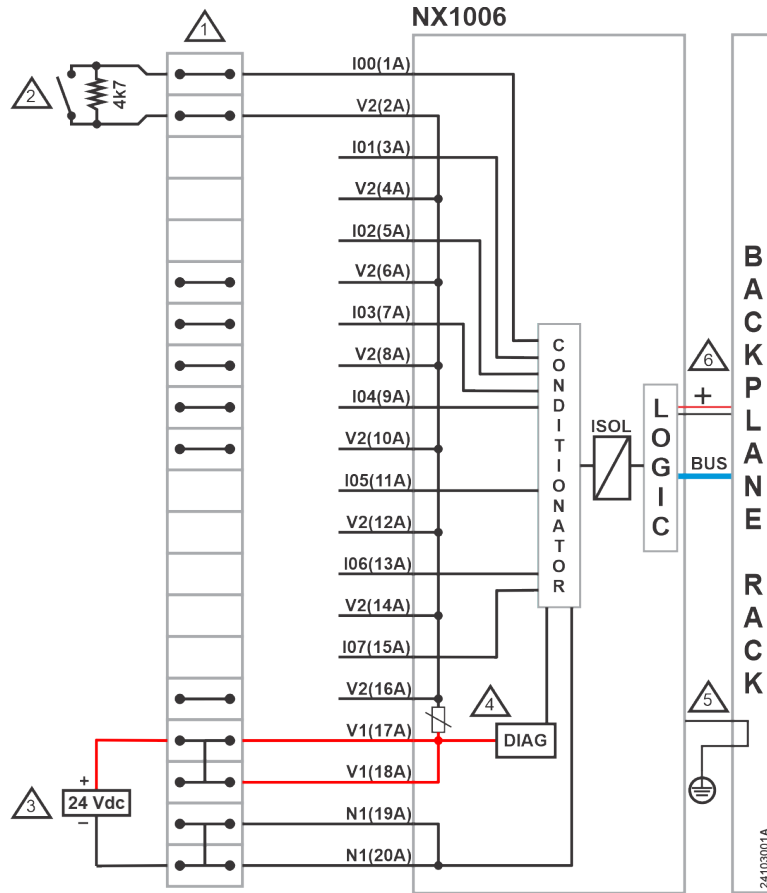 NX1006
1
2
4k7
I00(1A)
V2(2A)
I01(3A)
V2(4A)
I02(5A)
V2(6A)
I03(7A)
V2(8A)
I04(9A)
V2(10A)
I05(11A)
V2(12A)
I06(13A)
V2(14A)
I07(15A)
V2(16A)
V1(17A)
V1(18A)
N1(19A)
N1(20A)
CONDITIONATOR
ISOL
LOGIC
6
+
BUS
BACKPLANE RACK
4
DIAG
5
3
+
24 Vdc
−
24103001A